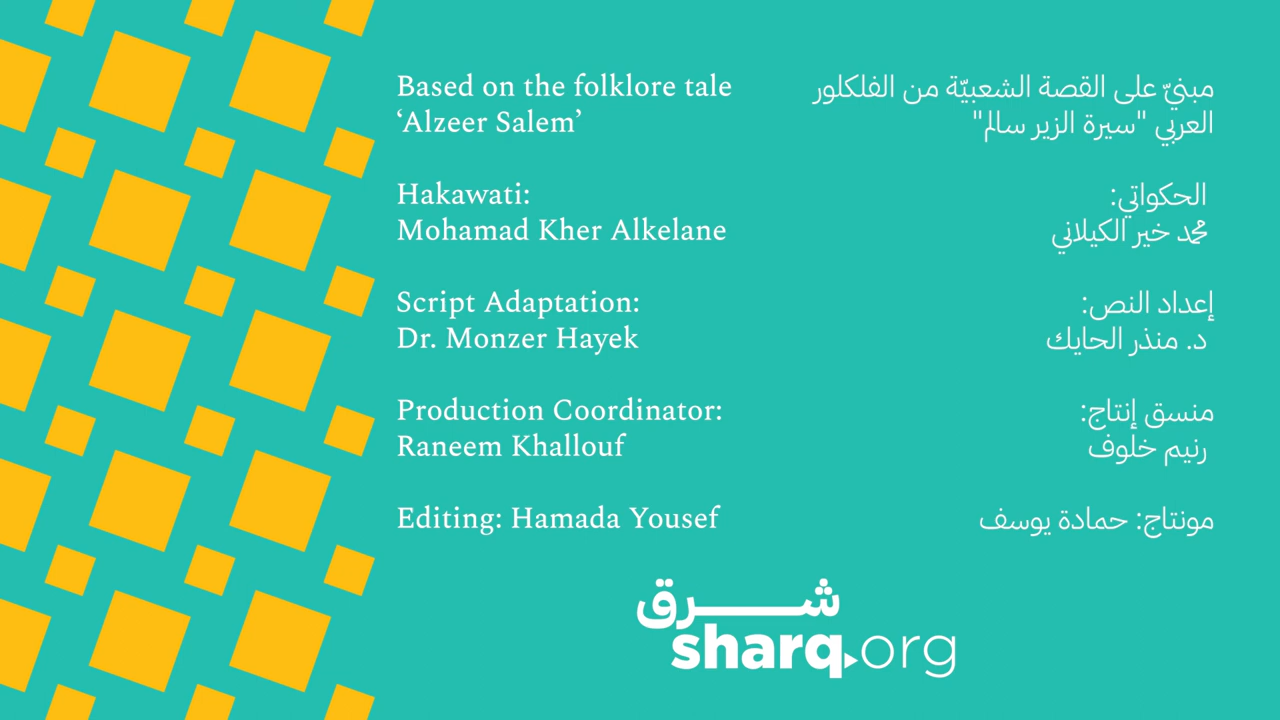 Based on the folklore tale
‘Alzeer Salem’
Hakawati:
Mohamad Kher Alkelane
Script Adaptation:
Dr. Monzer Hayek
Production Coordinator:
Raneem Khallouf
Editing: Hamada Yousef
مبنيّ على القصة الشعبيّة من الفلكلور
العربي "سيرة الزير سالم"
الحكواتي:
محمد خير الكيلاني
إعداد النص:
د. منذر الحايك
منسق إنتاج:
رنيم خلوف
مونتاج: حمادة يوسف
شرق
sharq.org